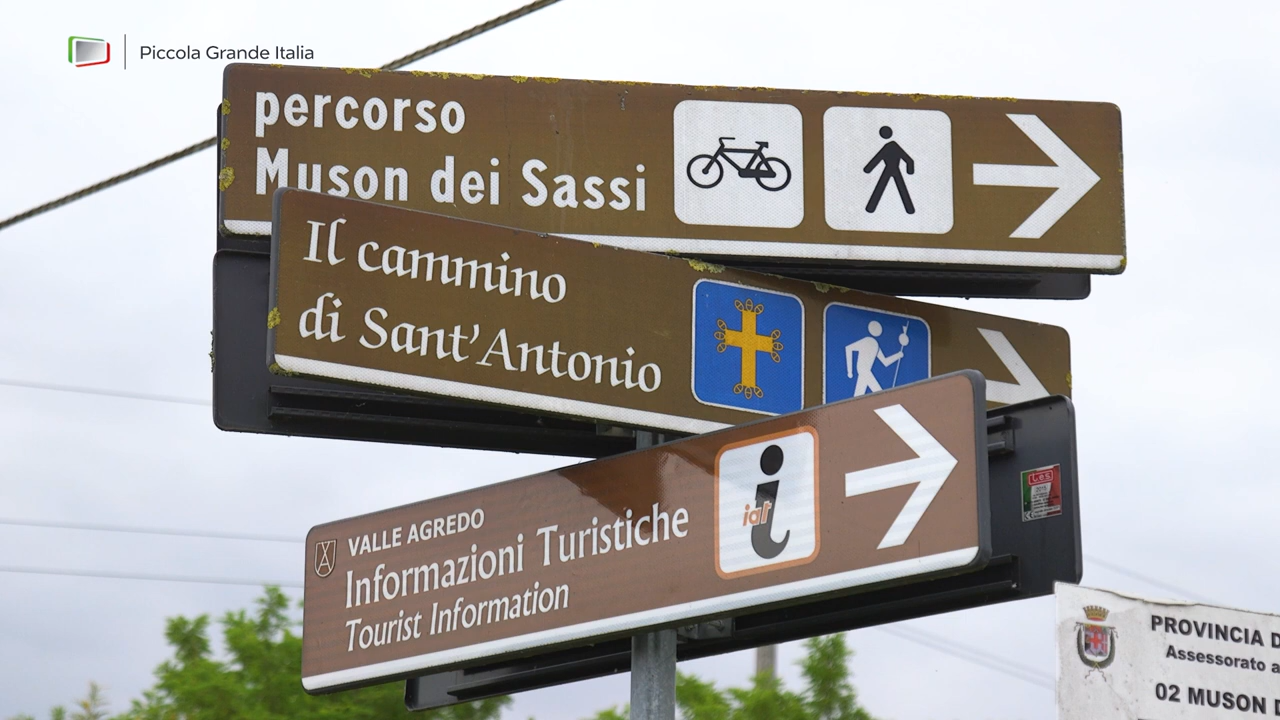 Piccola Grande Italia
percorso
Muson dei Sassi
Il cammino
di Sant'Antonio
VALLE AGREDO
Informazioni Turistiche
Tourist Information
iat
PROVINCIA D
Assessorato a
02 MUSON D